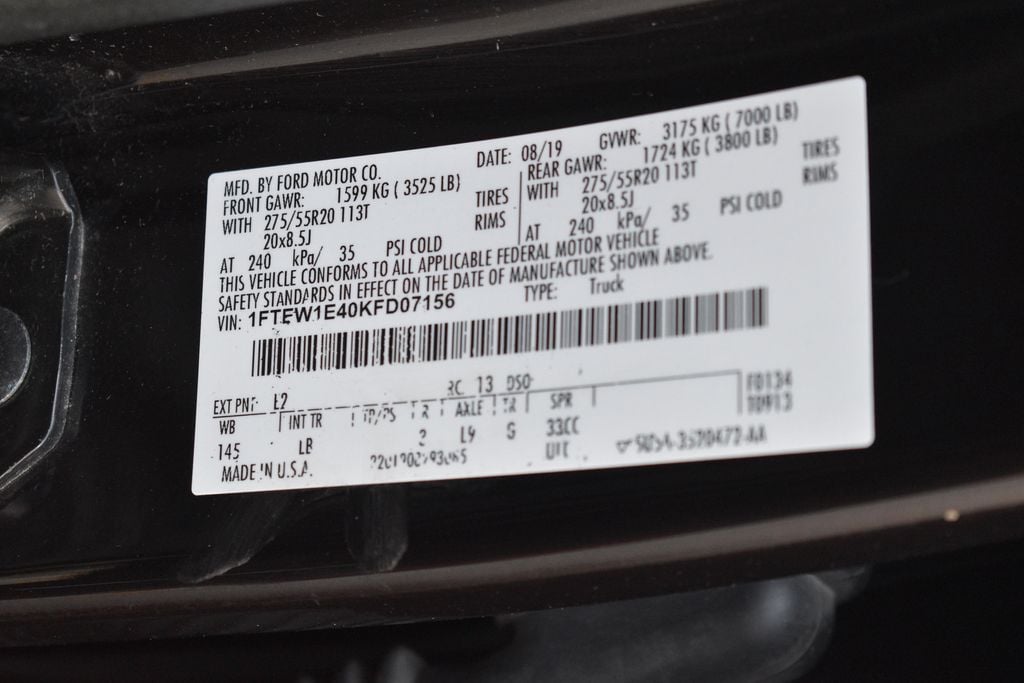 MFD. BY FORD MOTOR CO. DATE: 08/19 GVWR: 3175 KG ( 7000 LB)
FRONT GAWR: 1599 KG ( 3525 LB) REAR GAWR: 1724 KG ( 3800 LB)
WITH 275/55R20 113T TIRES WITH 275/55R20 113T TIRES
20x8.5J RIMS 20x8.5J RIMS
AT 240 kPa/ 35 PSI COLD AT 240 kPa/ 35 PSI COLD
THIS VEHICLE CONFORMS TO ALL APPLICABLE FEDERAL MOTOR VEHICLE
SAFETY STANDARDS IN EFFECT ON THE DATE OF MANUFACTURE SHOWN ABOVE.
VIN: 1FTEW1E40KFD07156 TYPE: Truck
EXT PNT: RC: 13 DSO:
WB INT TR TP/PS R AXLE TR SPR
145 LB 2 L9 G 33CC
MADE IN U.S.A.